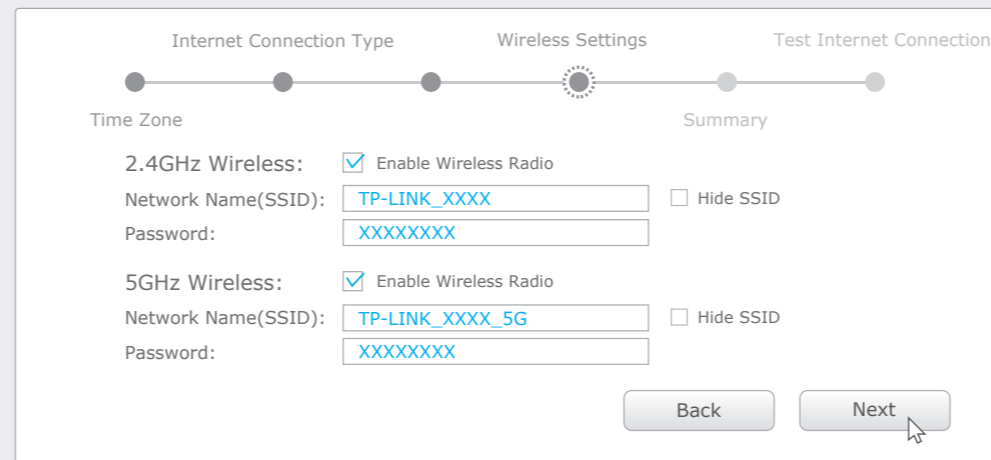 Internet Connection Type Wireless Settings Test Internet Connection
Time Zone Summary
2.4GHz Wireless: Enable Wireless Radio
Network Name(SSID): TP-LINK_XXXX Hide SSID
Password: XXXXXXXX
5GHz Wireless: Enable Wireless Radio
Network Name(SSID): TP-LINK_XXXX_5G Hide SSID
Password: XXXXXXXX
Back Next